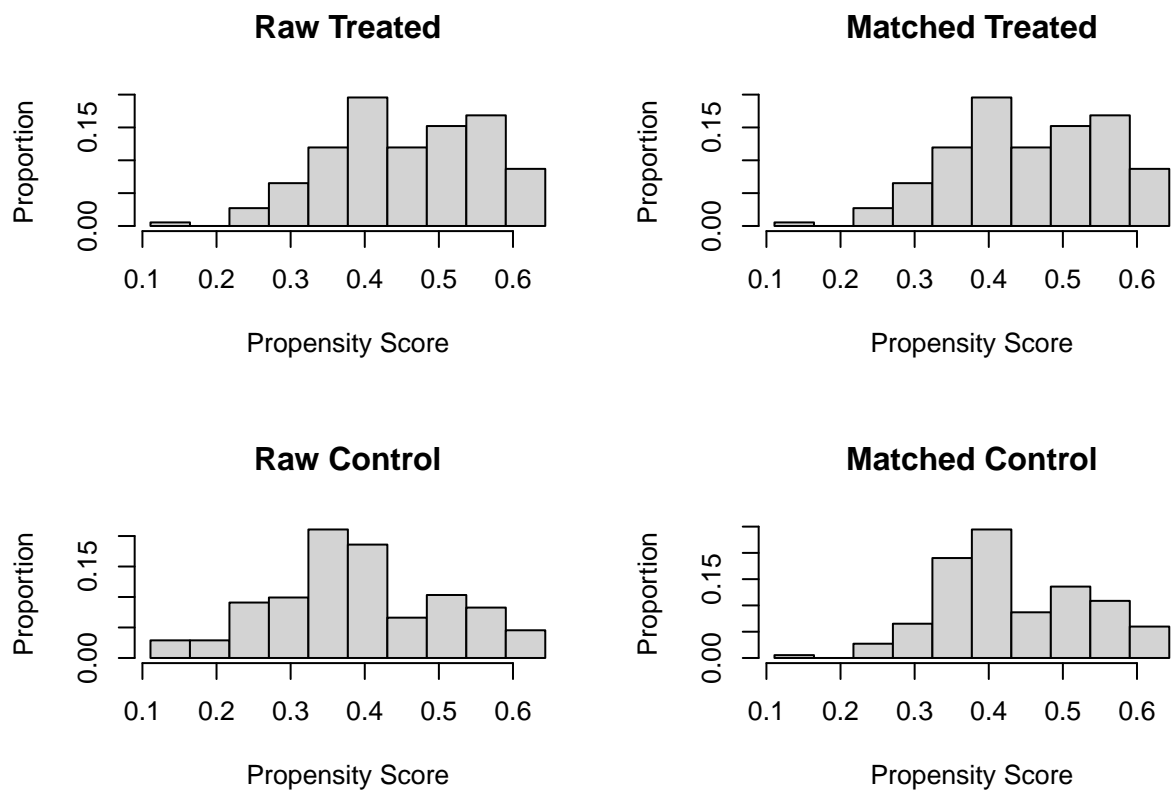 Raw Treated
Proportion
0.00
0.15
0.1 0.2 0.3 0.4 0.5 0.6
Propensity Score
Matched Treated
Proportion
0.00
0.15
0.1 0.2 0.3 0.4 0.5 0.6
Propensity Score
Raw Control
Proportion
0.00
0.15
0.1 0.2 0.3 0.4 0.5 0.6
Propensity Score
Matched Control
Proportion
0.00
0.15
0.1 0.2 0.3 0.4 0.5 0.6
Propensity Score